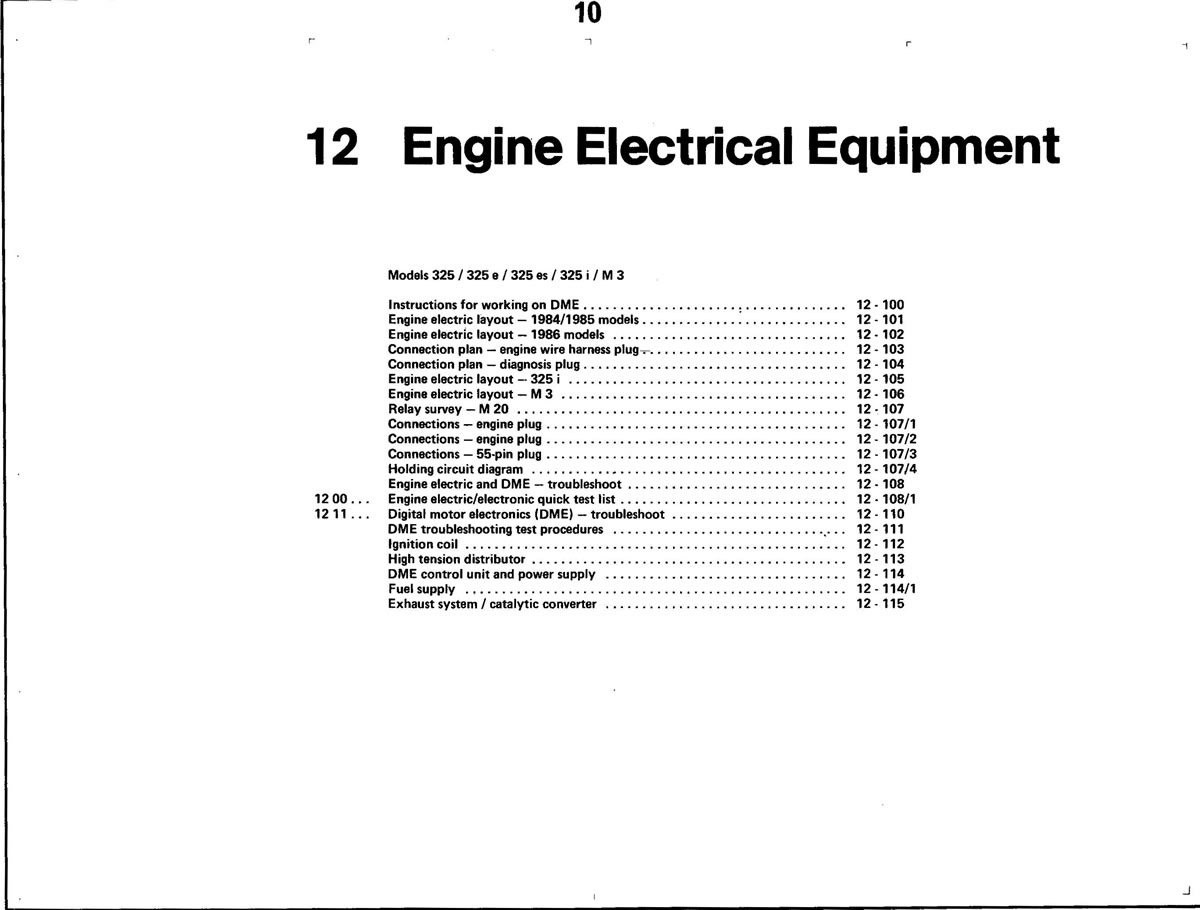 10
12 Engine Electrical Equipment
Models 325 / 325 e / 325 es / 325 i / M 3
Instructions for working on DME . . . . . . . . . . . . . . . . . . . . . . . . . . . . . . . . . . . 12 - 100
Engine electric layout — 1984/1985 models . . . . . . . . . . . . . . . . . . . . . . . . . . . . 12 - 101
Engine electric layout — 1986 models . . . . . . . . . . . . . . . . . . . . . . . . . . . . . . . . 12 - 102
Connection plan — engine wire harness plug . . . . . . . . . . . . . . . . . . . . . . . . . . . 12 - 103
Connection plan — diagnosis plug . . . . . . . . . . . . . . . . . . . . . . . . . . . . . . . . . . . 12 - 104
Engine electric layout — 325 i . . . . . . . . . . . . . . . . . . . . . . . . . . . . . . . . . . . . . 12 - 105
Engine electric layout — M 3 . . . . . . . . . . . . . . . . . . . . . . . . . . . . . . . . . . . . . . 12 - 106
Relay survey — M 20 . . . . . . . . . . . . . . . . . . . . . . . . . . . . . . . . . . . . . . . . . . . . 12 - 107
Connections — engine plug . . . . . . . . . . . . . . . . . . . . . . . . . . . . . . . . . . . . . . . . 12 - 107/1
Connections — engine plug . . . . . . . . . . . . . . . . . . . . . . . . . . . . . . . . . . . . . . . . 12 - 107/2
Connections — 55-pin plug . . . . . . . . . . . . . . . . . . . . . . . . . . . . . . . . . . . . . . . . 12 - 107/3
Holding circuit diagram . . . . . . . . . . . . . . . . . . . . . . . . . . . . . . . . . . . . . . . . . . 12 - 107/4
Engine electric and DME — troubleshoot . . . . . . . . . . . . . . . . . . . . . . . . . . . . . . 12 - 108
12 00 . . . Engine electric/electronic quick test list . . . . . . . . . . . . . . . . . . . . . . . . . . . . . . . 12 - 108/1
12 11 . . . Digital motor electronics (DME) — troubleshoot . . . . . . . . . . . . . . . . . . . . . . . . 12 - 110
DME troubleshooting test procedures . . . . . . . . . . . . . . . . . . . . . . . . . . . . . . . . 12 - 111
Ignition coil . . . . . . . . . . . . . . . . . . . . . . . . . . . . . . . . . . . . . . . . . . . . . . . . . . . 12 - 112
High tension distributor . . . . . . . . . . . . . . . . . . . . . . . . . . . . . . . . . . . . . . . . . . 12 - 113
DME control unit and power supply . . . . . . . . . . . . . . . . . . . . . . . . . . . . . . . . . 12 - 114
Fuel supply . . . . . . . . . . . . . . . . . . . . . . . . . . . . . . . . . . . . . . . . . . . . . . . . . . . 12 - 114/1
Exhaust system / catalytic converter . . . . . . . . . . . . . . . . . . . . . . . . . . . . . . . . . 12 - 115